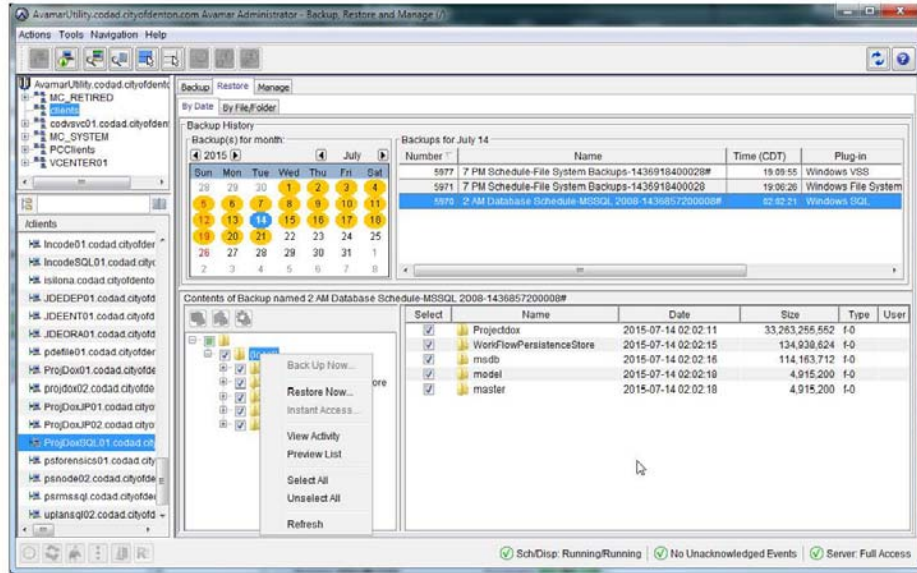 AvamarUtility.codad.cityofdenton.com Avamar Administrator - Backup, Restore and Manage (/)
Actions Tools Navigation Help
AvamarUtility.codad.cityofdento
MC_RETIRED
clients
codvsvc01.codad.cityofden
MC_SYSTEM
PCClients
VCENTER01
/clients
Incode01.codad.cityofder
IncodeSQL01.codad.cityo
isilona.codad.cityofdento
JDEDEP01.codad.cityofd
JDEENT01.codad.cityofd
JDEORA01.codad.cityofd
pdefile01.codad.cityofder
ProjDox01.codad.cityofde
projdox02.codad.cityofde
ProjDoxJP01.codad.cityo
ProjDoxJP02.codad.cityo
ProjDoxSQL01.codad.city
psforensics01.codad.city
psnode02.codad.cityofde
psrmssql.codad.cityofder
uplansql02.codad.cityofd
Backup Restore Manage
By Date By File/Folder
Backup History
Backup(s) for month:
2015 July
Sun Mon Tue Wed Thu Fri Sat
28 29 30 1 2 3 4
5 6 7 8 9 10 11
12 13 14 15 16 17 18
19 20 21 22 23 24 25
26 27 28 29 30 31 1
2 3 4 5 6 7 8
Backups for July 14
Number Name Time (CDT) Plug-in
5977 7 PM Schedule-File System Backups-1436918400028# 19:09:55 Windows VSS
5971 7 PM Schedule-File System Backups-1436918400028 19:06:26 Windows File System
5970 2 AM Database Schedule-MSSQL 2008-1436857200008# 02:02:21 Windows SQL
Contents of Backup named 2 AM Database Schedule-MSSQL 2008-1436857200008#
ore
Back Up Now...
Restore Now...
Instant Access...
View Activity
Preview List
Select All
Unselect All
Refresh
Select Name Date Size Type User
Projectdox 2015-07-14 02:02:11 33,263,255,552 f-0
WorkFlowPersistenceStore 2015-07-14 02:02:15 134,938,624 f-0
msdb 2015-07-14 02:02:16 114,163,712 f-0
model 2015-07-14 02:02:18 4,915,200 f-0
master 2015-07-14 02:02:18 4,915,200 f-0
Sch/Disp: Running/Running No Unacknowledged Events Server: Full Access